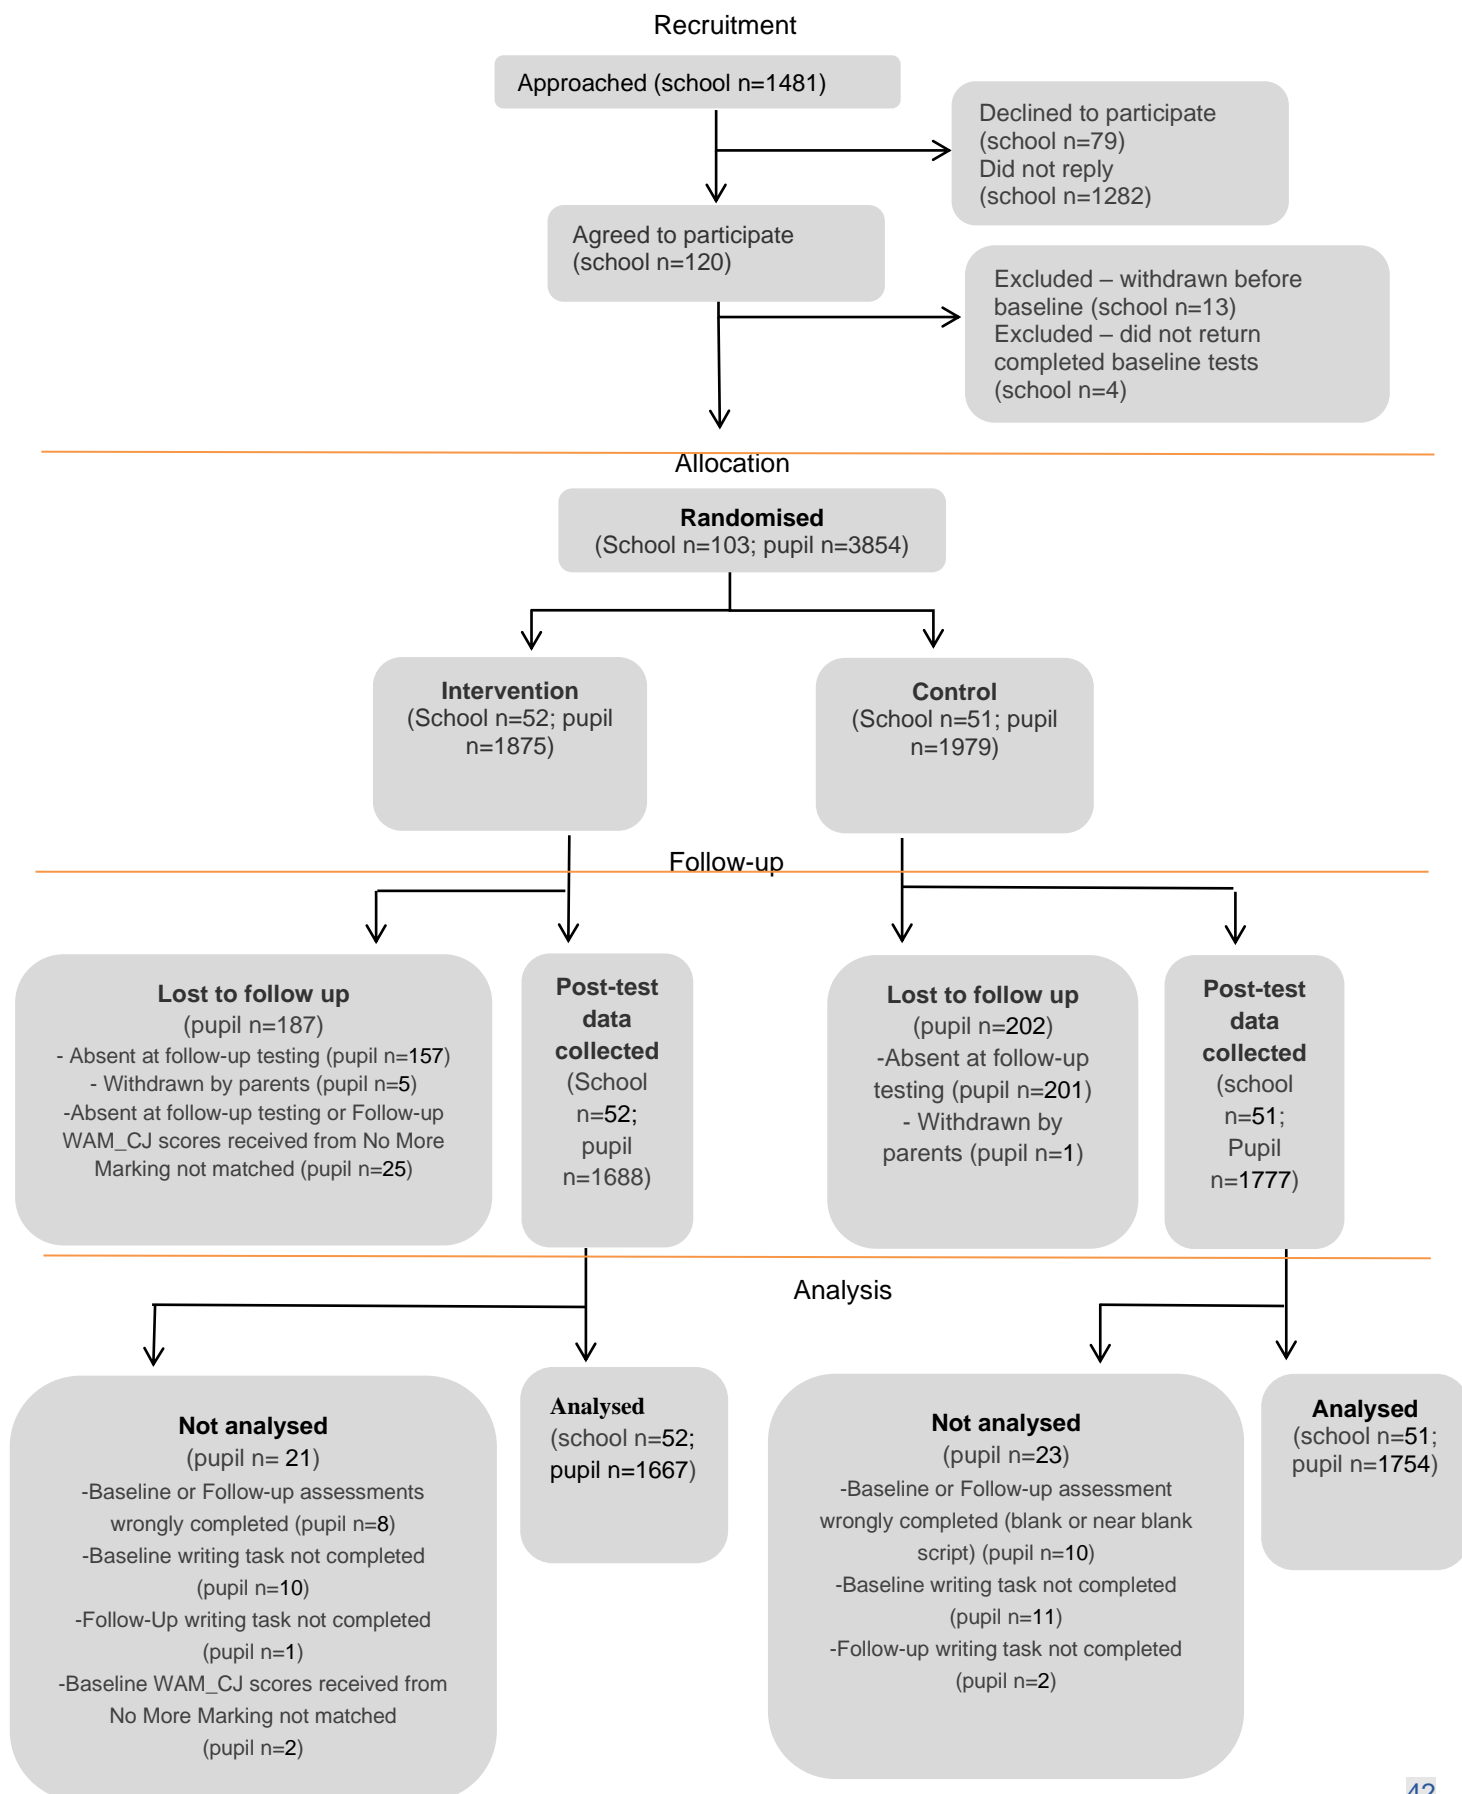 Recruitment
Approached (school n=1481)
Declined to participate
(school n=79)
Did not reply
(school n=1282)
Agreed to participate
(school n=120)
Excluded – withdrawn before
baseline (school n=13)
Excluded – did not return
completed baseline tests
(school n=4)
Allocation
Randomised
(School n=103; pupil n=3854)
Intervention
(School n=52; pupil
n=1875)
Control
(School n=51; pupil
n=1979)
Follow-up
Lost to follow up
(pupil n=187)
- Absent at follow-up testing (pupil n=157)
- Withdrawn by parents (pupil n=5)
-Absent at follow-up testing or Follow-up
WAM_CJ scores received from No More
Marking not matched (pupil n=25)
Post-test
data
collected
(School
n=52;
pupil
n=1688)
Lost to follow up
(pupil n=202)
-Absent at follow-up
testing (pupil n=201)
- Withdrawn by
parents (pupil n=1)
Post-test
data
collected
(school
n=51;
Pupil
n=1777)
Analysis
Not analysed
(pupil n= 21)
-Baseline or Follow-up assessments
wrongly completed (pupil n=8)
-Baseline writing task not completed
(pupil n=10)
-Follow-Up writing task not completed
(pupil n=1)
-Baseline WAM_CJ scores received from
No More Marking not matched
(pupil n=2)
Analysed
(school n=52;
pupil n=1667)
Not analysed
(pupil n=23)
-Baseline or Follow-up assessment
wrongly completed (blank or near blank
script) (pupil n=10)
-Baseline writing task not completed
(pupil n=11)
-Follow-up writing task not completed
(pupil n=2)
Analysed
(school n=51;
pupil n=1754)
42